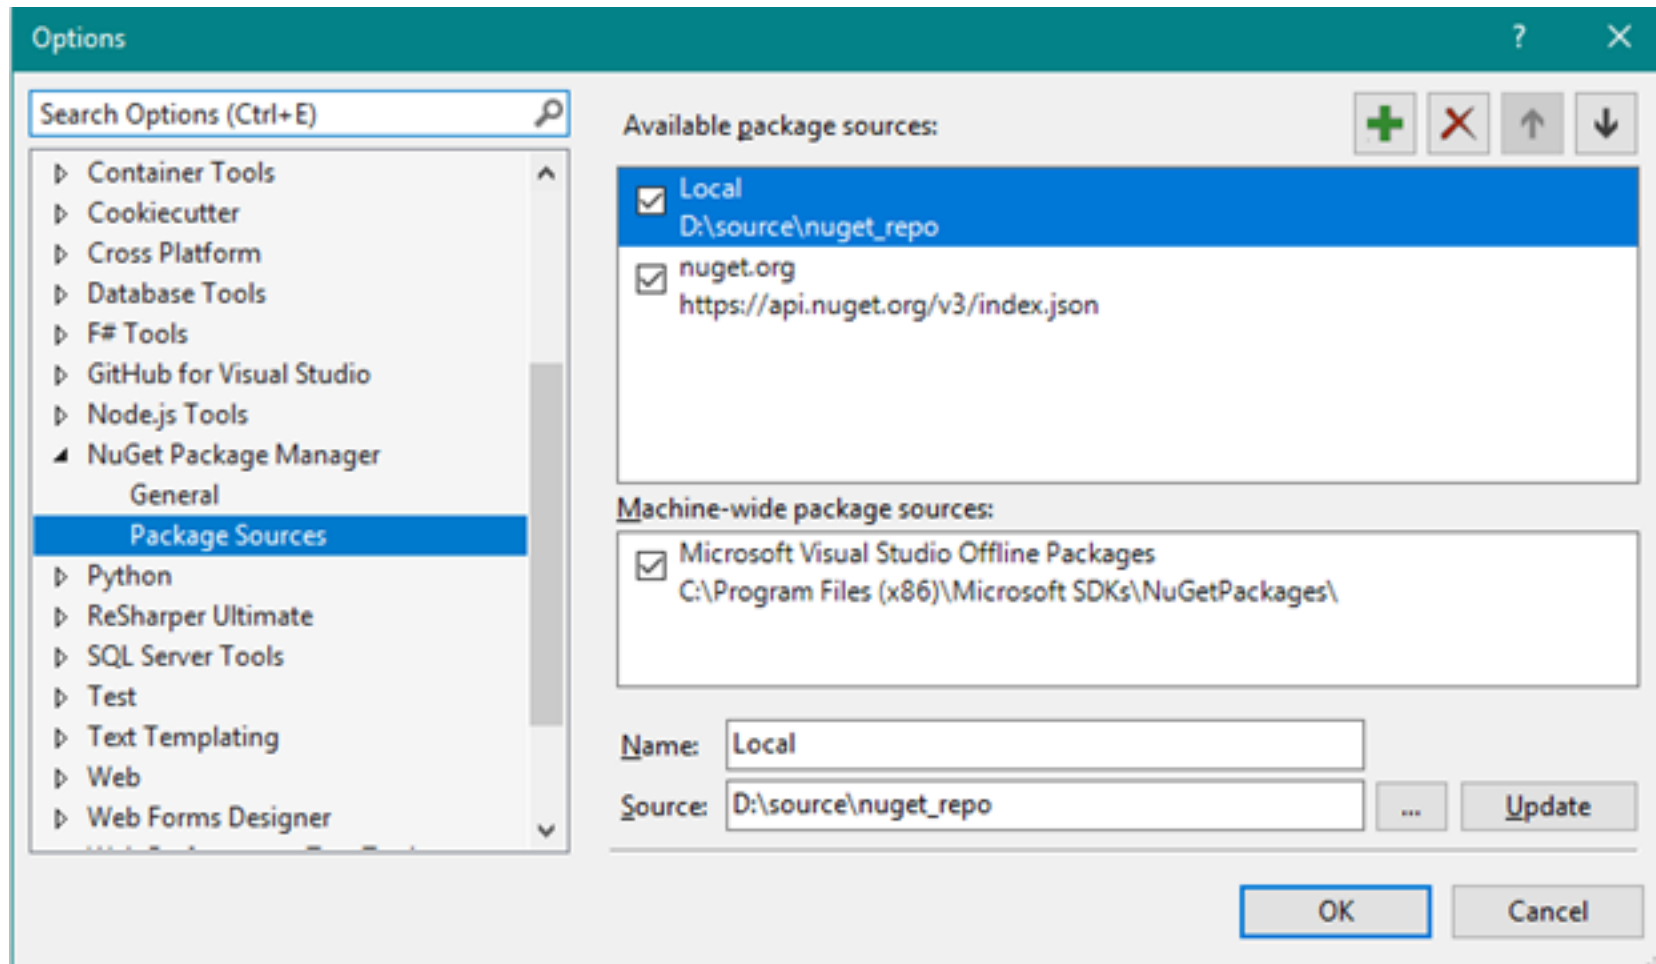 Options
?
Search Options (Ctrl+E)
Container Tools
Cookiecutter
Cross Platform
Database Tools
F# Tools
GitHub for Visual Studio
Node.js Tools
NuGet Package Manager
General
Package Sources
Python
ReSharper Ultimate
SQL Server Tools
Test
Text Templating
Web
Web Forms Designer
Available package sources:
Local
D:\source\nuget_repo
nuget.org
https://api.nuget.org/v3/index.json
Machine-wide package sources:
Microsoft Visual Studio Offline Packages
C:\Program Files (x86)\Microsoft SDKs\NuGetPackages\
Name: Local
Source: D:\source\nuget_repo ... Update
OK Cancel